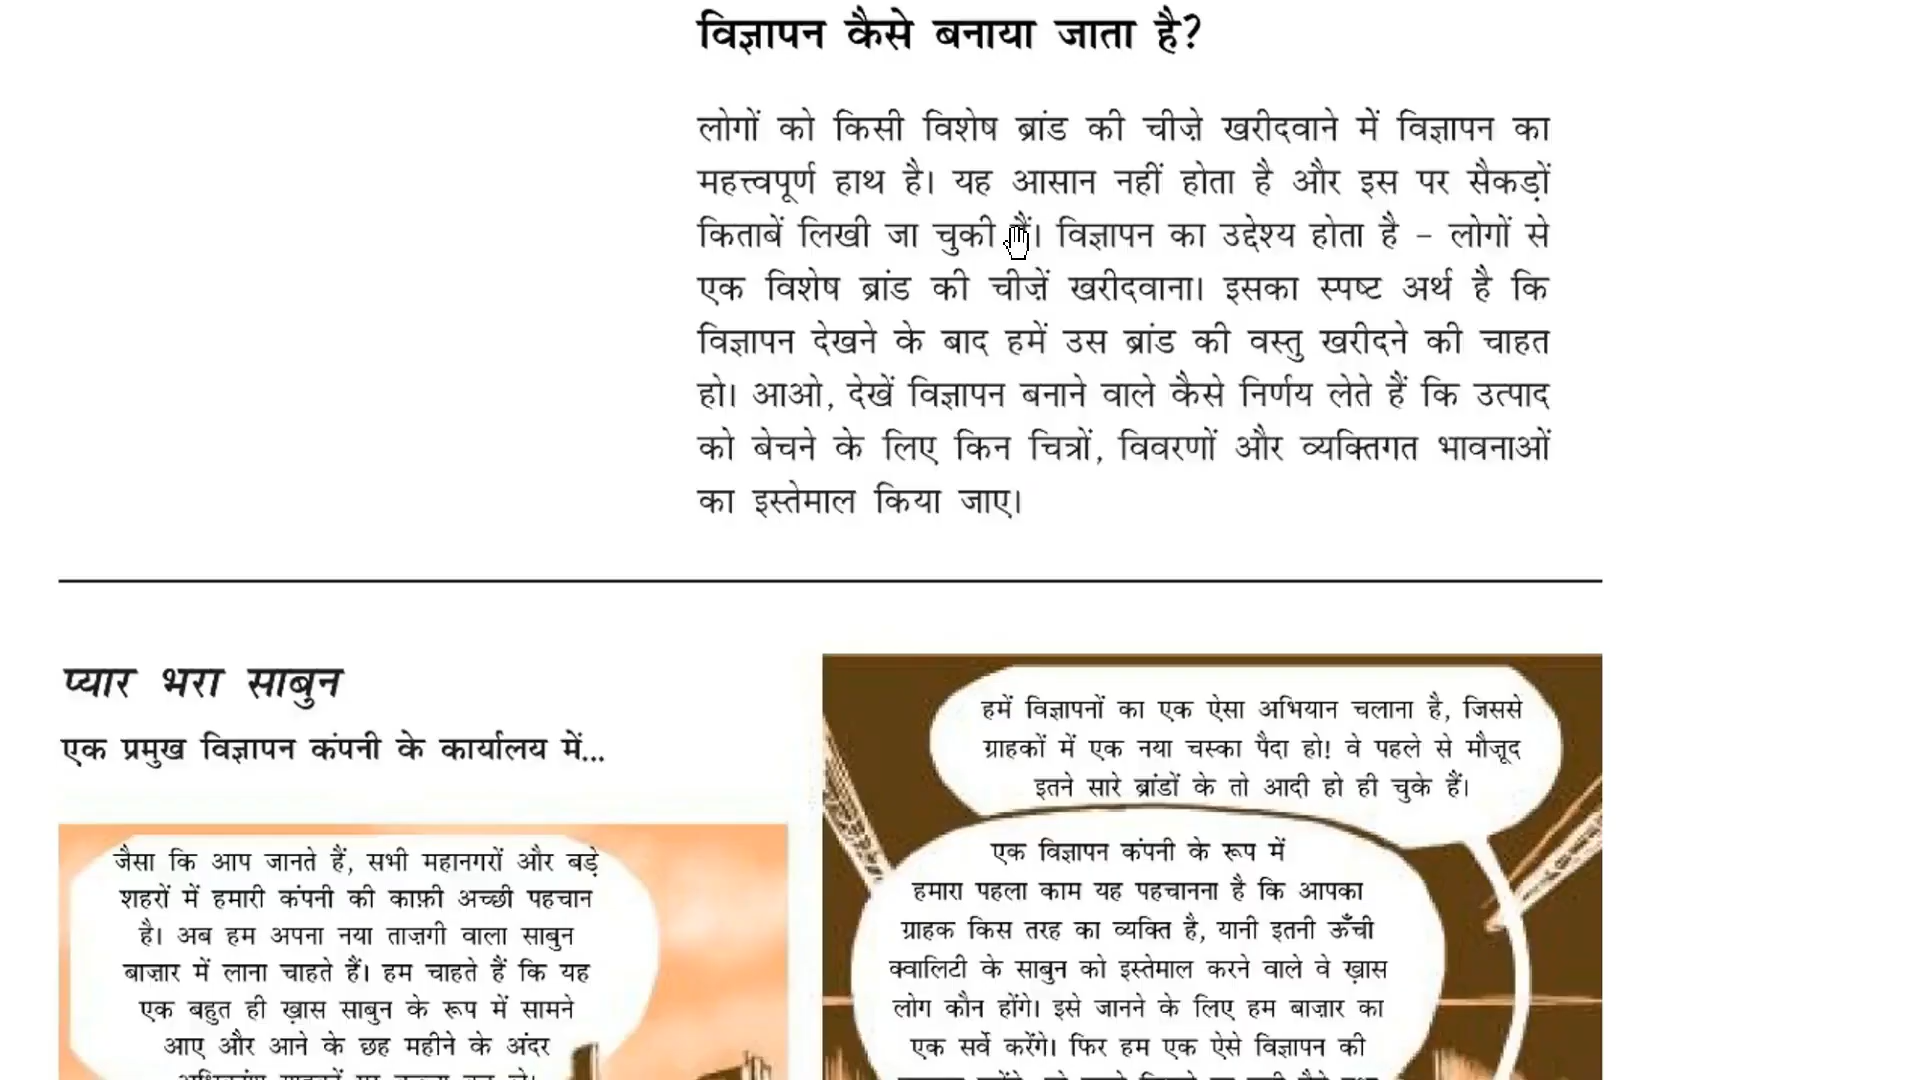 विज्ञापन कैसे बनाया जाता है?
लोगों को किसी विशेष ब्रांड की चीज़े खरीदवाने में विज्ञापन का
महत्त्वपूर्ण हाथ है। यह आसान नहीं होता है और इस पर सैकड़ों
किताबें लिखी जा चुकी हैं। विज्ञापन का उद्देश्य होता है – लोगों से
एक विशेष ब्रांड की चीज़ें खरीदवाना। इसका स्पष्ट अर्थ है कि
विज्ञापन देखने के बाद हमें उस ब्रांड की वस्तु खरीदने की चाहत
हो। आओ, देखें विज्ञापन बनाने वाले कैसे निर्णय लेते हैं कि उत्पाद
को बेचने के लिए किन चित्रों, विवरणों और व्यक्तिगत भावनाओं
का इस्तेमाल किया जाए।
प्यार भरा साबुन
एक प्रमुख विज्ञापन कंपनी के कार्यालय में...
जैसा कि आप जानते हैं, सभी महानगरों और बड़े
शहरों में हमारी कंपनी की काफ़ी अच्छी पहचान
है। अब हम अपना नया ताज़गी वाला साबुन
बाज़ार में लाना चाहते हैं। हम चाहते हैं कि यह
एक बहुत ही ख़ास साबुन के रूप में सामने
आए और आने के छह महीने के अंदर
हमें विज्ञापनों का एक ऐसा अभियान चलाना है, जिससे
ग्राहकों में एक नया चस्का पैदा हो! वे पहले से मौज़ूद
इतने सारे ब्रांडों के तो आदी हो ही चुके हैं।
एक विज्ञापन कंपनी के रूप में
हमारा पहला काम यह पहचानना है कि आपका
ग्राहक किस तरह का व्यक्ति है, यानी इतनी ऊँची
क्वालिटी के साबुन को इस्तेमाल करने वाले वे ख़ास
लोग कौन होंगे। इसे जानने के लिए हम बाज़ार का
एक सर्वे करेंगे। फिर हम एक ऐसे विज्ञापन की